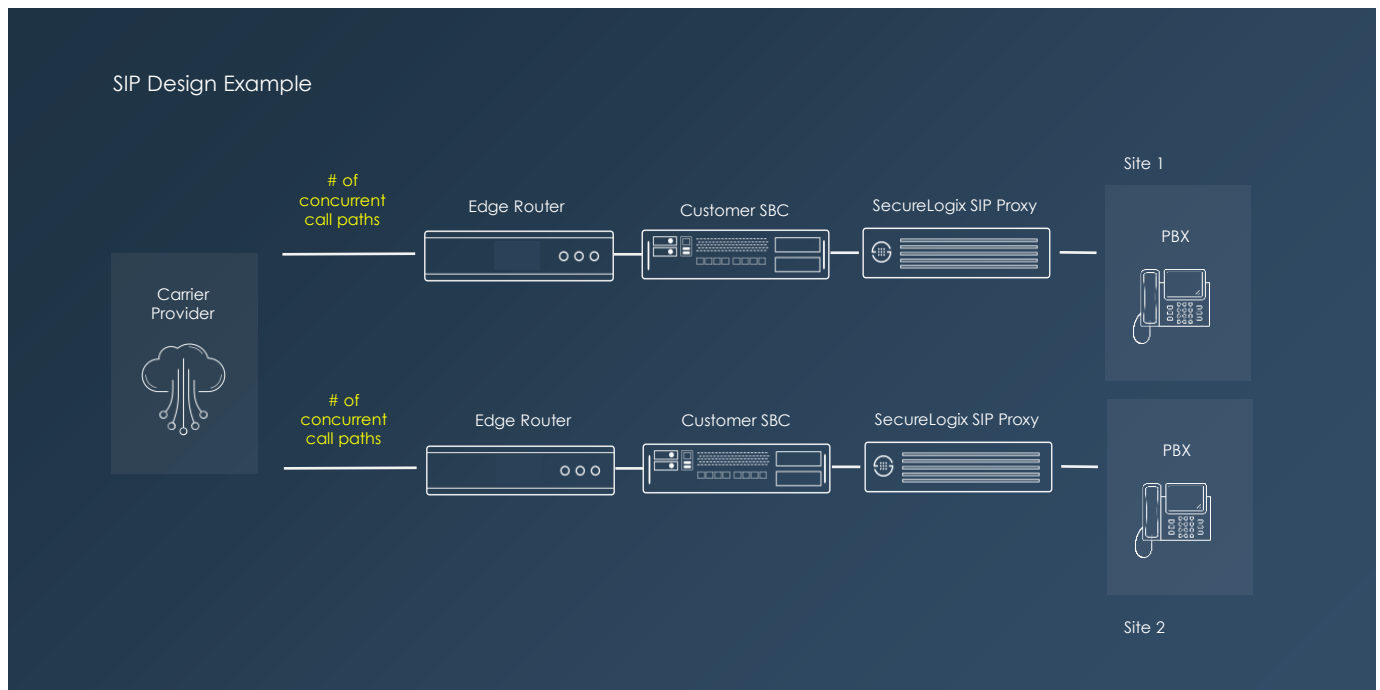 SIP Design Example
Site 1
# of
concurrent
call paths
Edge Router
Customer SBC
SecureLogix SIP Proxy
PBX
Carrier
Provider
# of
concurrent
call paths
Edge Router
Customer SBC
SecureLogix SIP Proxy
PBX
Site 2